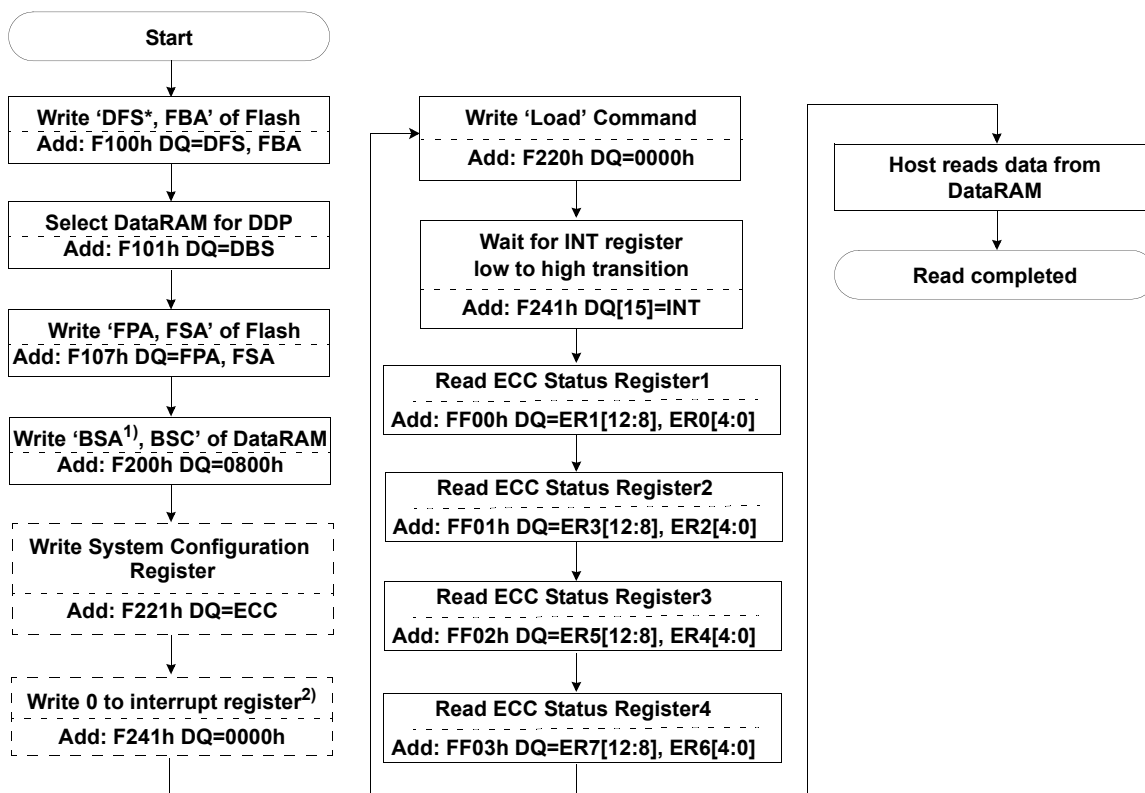 Start
Write ‘DFS*, FBA’ of Flash
Add: F100h DQ=DFS, FBA
Select DataRAM for DDP
Add: F101h DQ=DBS
Write ‘FPA, FSA’ of Flash
Add: F107h DQ=FPA, FSA
Write ‘BSA1), BSC’ of DataRAM
Add: F200h DQ=0800h
Write System Configuration
Register
Add: F221h DQ=ECC
Write 0 to interrupt register2)
Add: F241h DQ=0000h
Write ‘Load’ Command
Add: F220h DQ=0000h
Wait for INT register
low to high transition
Add: F241h DQ[15]=INT
Read ECC Status Register1
Add: FF00h DQ=ER1[12:8], ER0[4:0]
Read ECC Status Register2
Add: FF01h DQ=ER3[12:8], ER2[4:0]
Read ECC Status Register3
Add: FF02h DQ=ER5[12:8], ER4[4:0]
Read ECC Status Register4
Add: FF03h DQ=ER7[12:8], ER6[4:0]
Host reads data from
DataRAM
Read completed